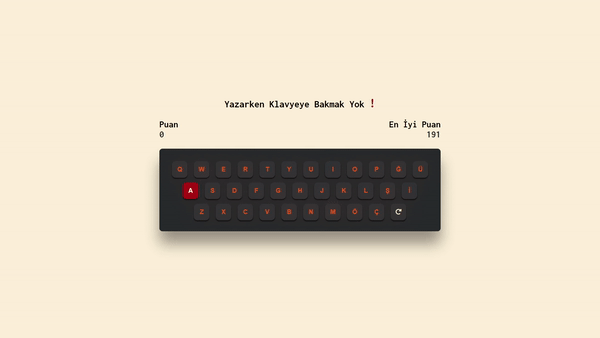 Yazarken Klavyeye Bakmak Yok !
Puan En İyi Puan
0 191
Q W E R T Y U I O P Ğ Ü
A S D F G H J K L Ş İ
Z X C V B N M Ö Ç